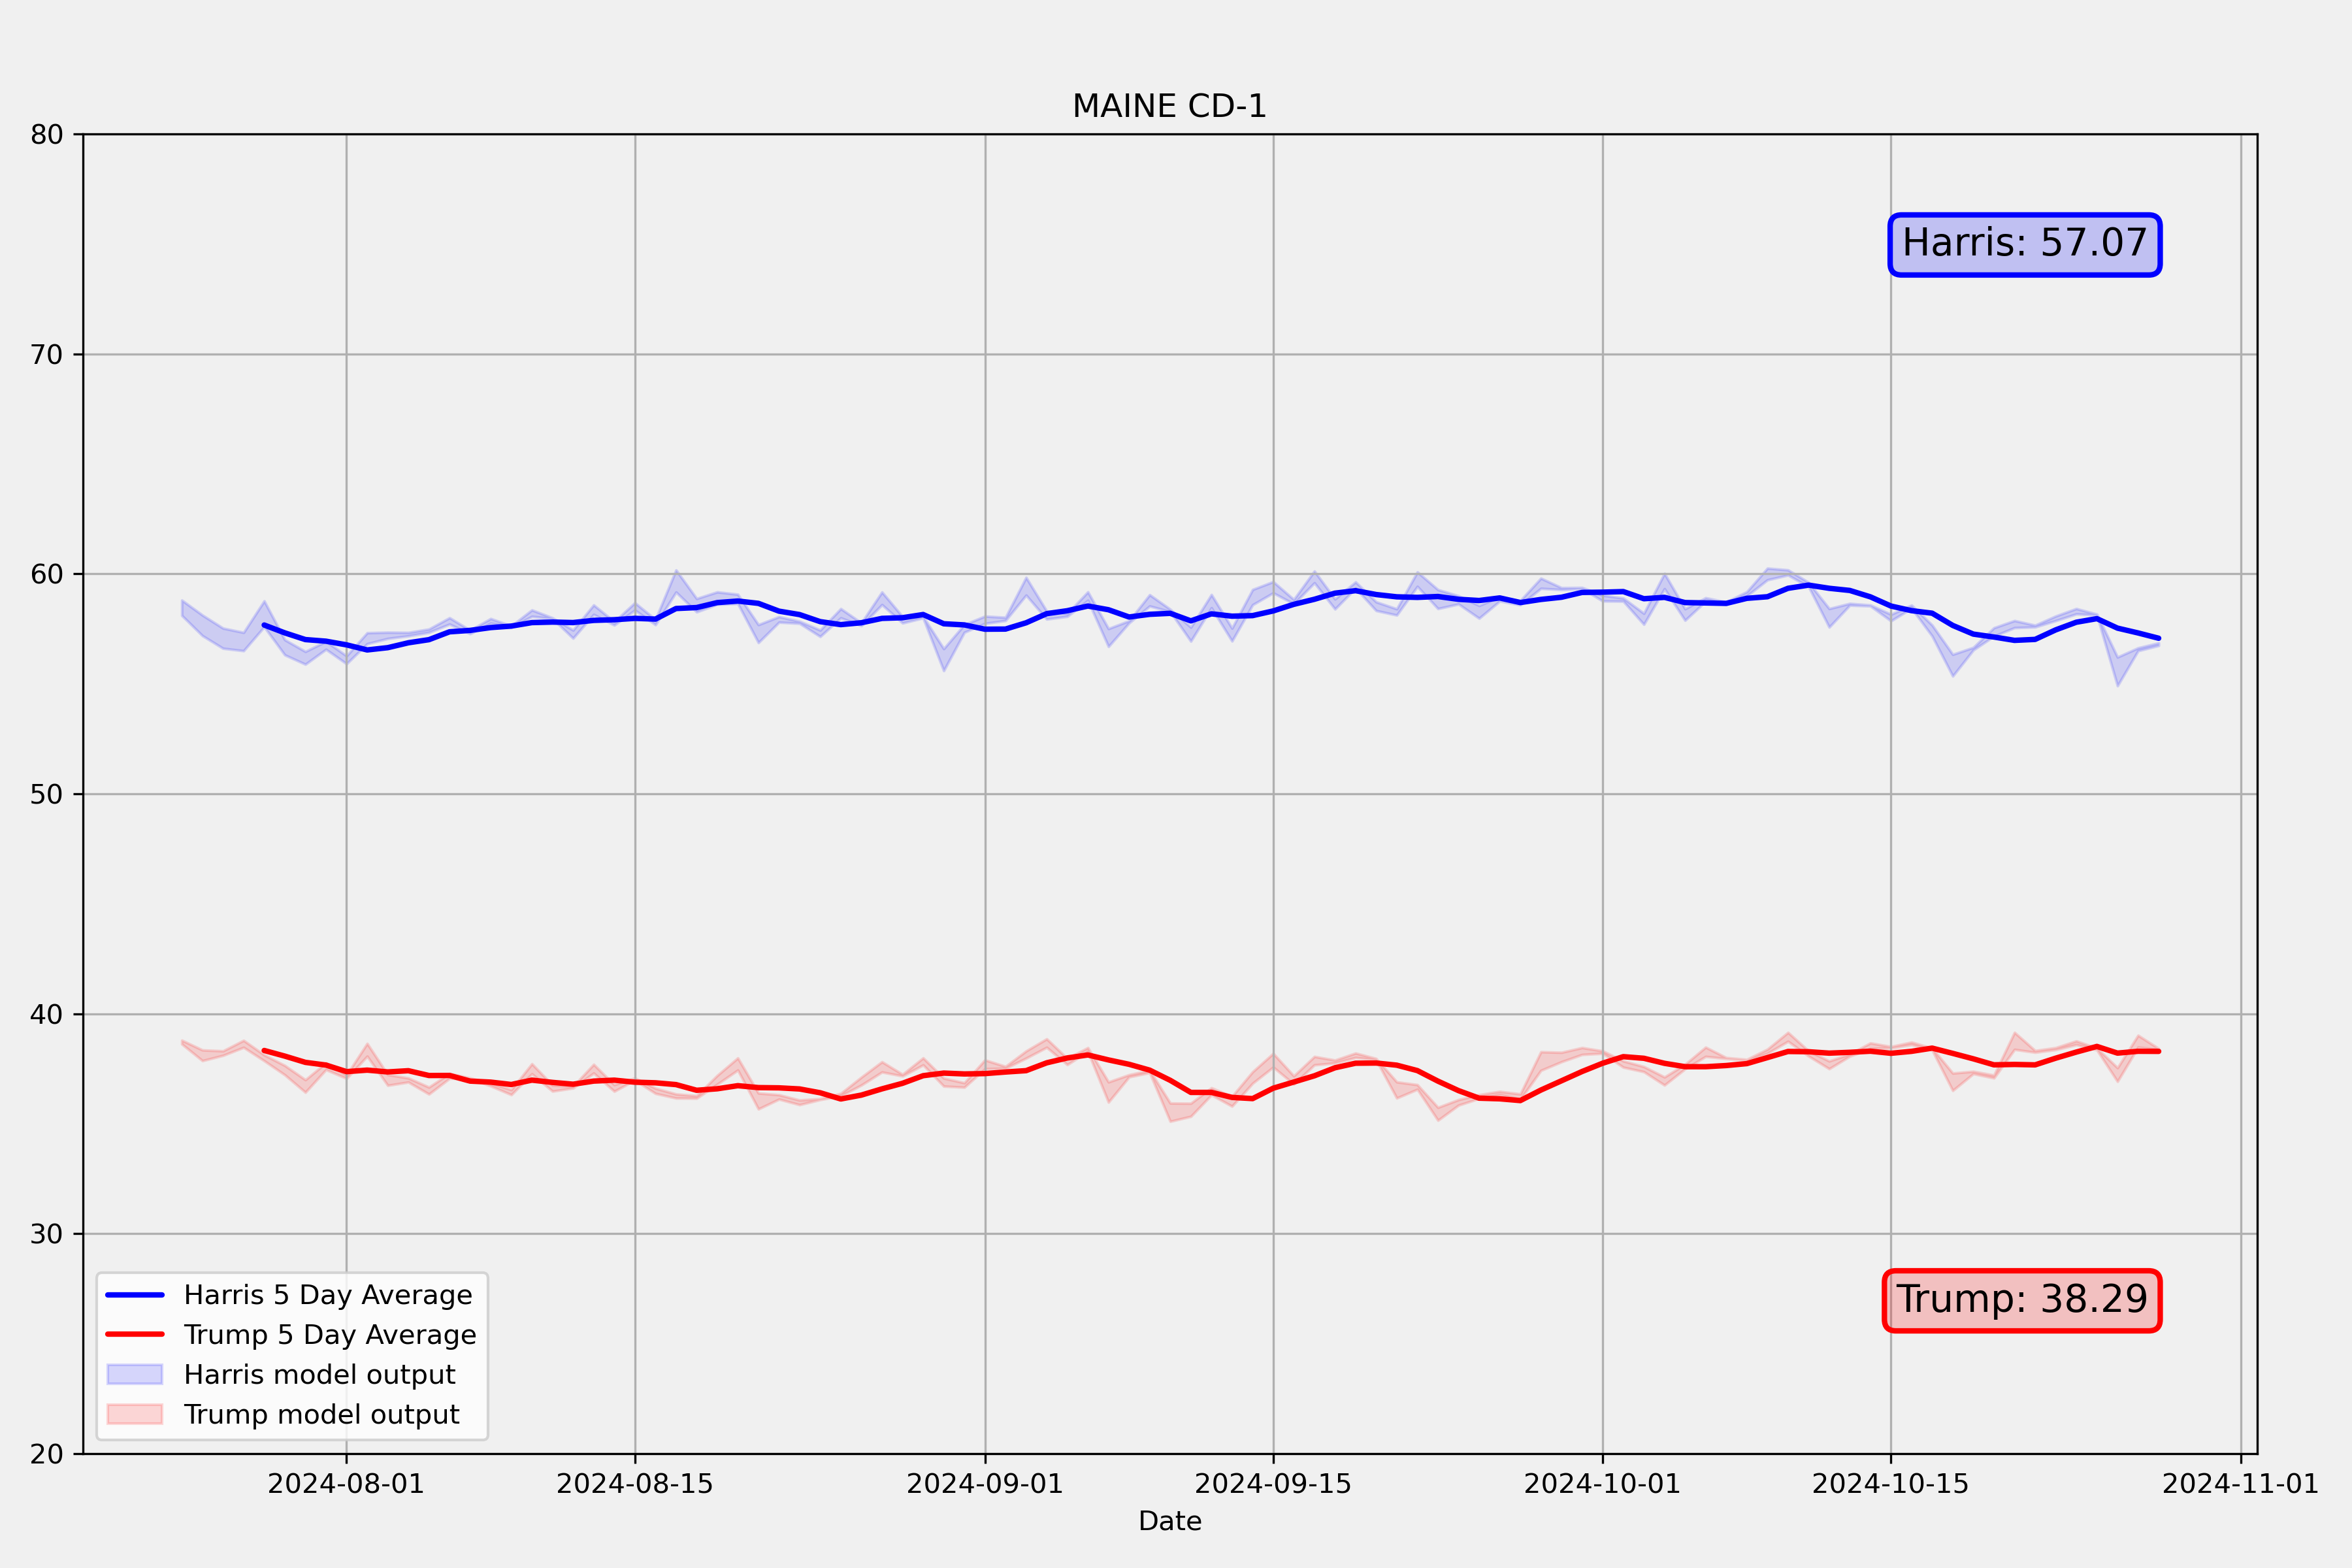 MAINE CD-1
80
70
60
50
40
30
20
Harris: 57.07
Trump: 38.29
Harris 5 Day Average
Trump 5 Day Average
Harris model output
Trump model output
2024-08-01 2024-08-15 2024-09-01 2024-09-15 2024-10-01 2024-10-15 2024-11-01
Date